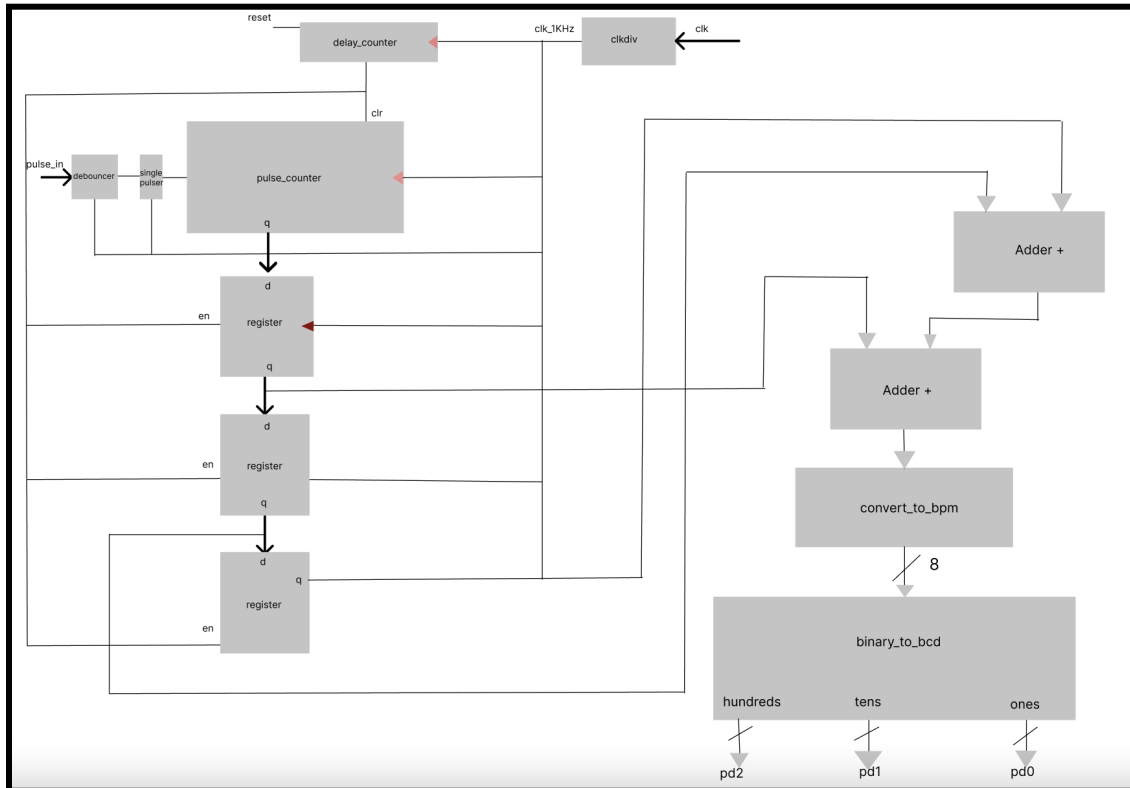 reset
delay_counter
clk_1KHz
clkdiv
clk
clr
pulse_in
debouncer
single
pulser
pulse_counter
q
d
en
register
q
d
en
register
q
d
q
register
en
Adder +
Adder +
convert_to_bpm
8
binary_to_bcd
hundreds
tens
ones
pd2
pd1
pd0